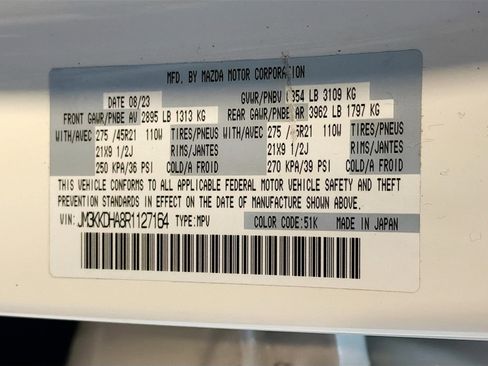 MFD. BY MAZDA MOTOR CORPORATION
DATE 08/23 GVWR/PNBV 354 LB 3109 KG
FRONT GAWR/PNBE AV 2895 LB 1313 KG REAR GAWR/PNBE AR 3962 LB 1797 KG
WITH/AVEC 275 /45R21 110W TIRES/PNEUS WITH/AVEC 275 /45R21 110W TIRES/PNEUS
21X9 1/2J RIMS/JANTES 21X9 1/2J RIMS/JANTES
250 KPA/36 PSI COLD/A FROID 270 KPA/39 PSI COLD/A FROID
THIS VEHICLE CONFORMS TO ALL APPLICABLE FEDERAL MOTOR VEHICLE SAFETY AND THEFT
PREVENTION STANDARDS IN EFFECT ON THE DATE OF MANUFACTURE SHOWN ABOVE.
VIN: JM3KKDHA8R1127164 TYPE:MPV COLOR CODE:51K MADE IN JAPAN